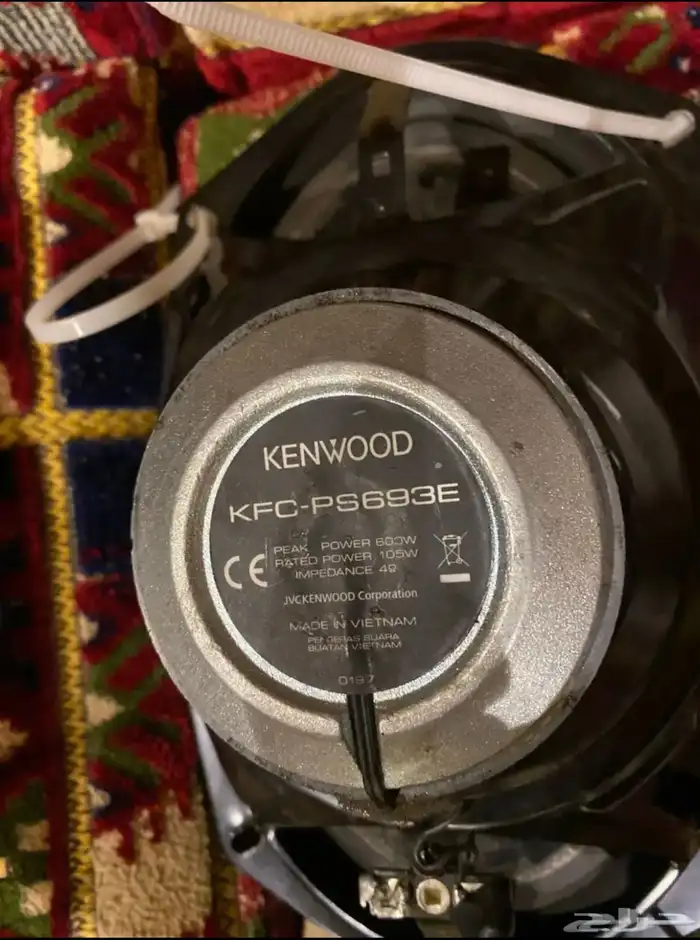 KENWOOD
KFC-PS693E
CE
PEAK POWER 600W
RATED POWER 105W
IMPEDANCE 4Ω
JVCKENWOOD Corporation
MADE IN VIETNAM
PENGERAS SUARA
BUATAN VIETNAM
0197
حراج